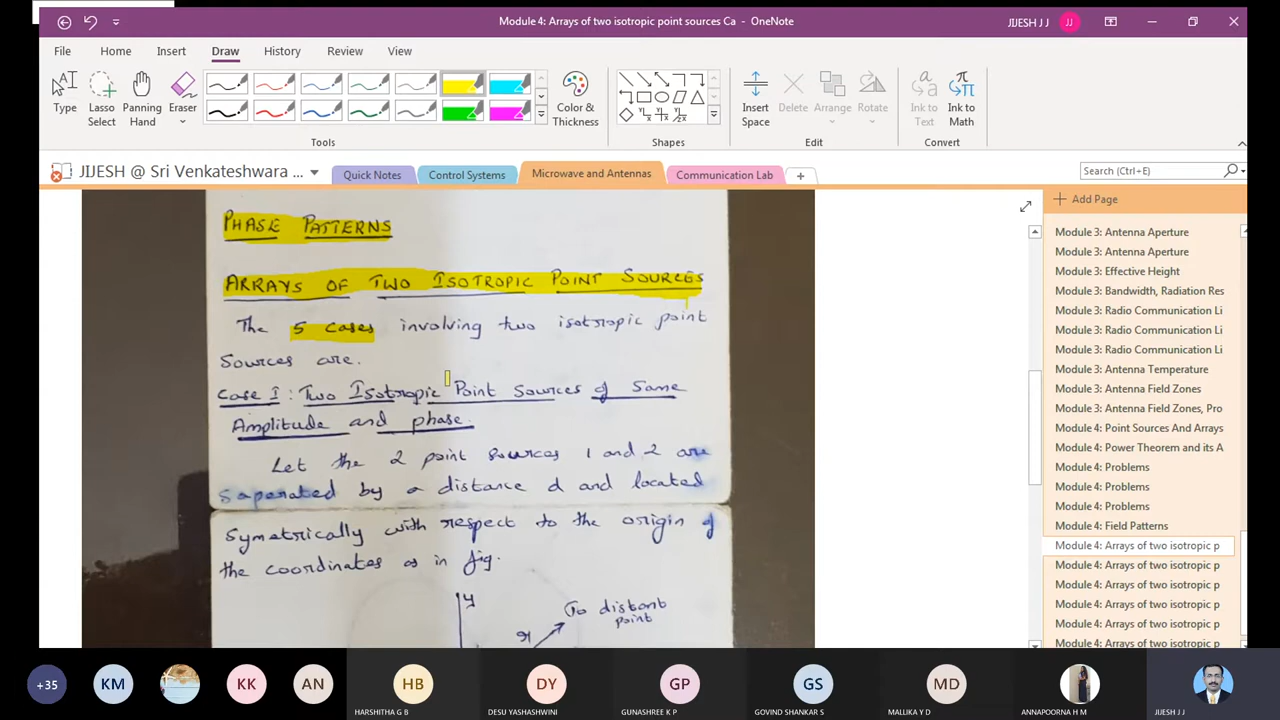 Module 4: Arrays of two isotropic point sources Ca - OneNote
JIJESH J J
JJ
File
Home
Insert
Draw
History
Review
View
Type
Lasso Select
Panning Hand
Eraser
Color & Thickness
Insert Space
Delete
Arrange
Rotate
Ink to Text
Ink to Math
Tools
Shapes
Edit
Convert
JIJESH @ Sri Venkateshwara ...
Quick Notes
Control Systems
Microwave and Antennas
Communication Lab
Search (Ctrl+E)
PHASE PATTERNS
ARRAYS OF TWO ISOTROPIC POINT SOURCES
The 5 cases involving two isotropic point
Sources are.
Case I : Two Isotropic Point Sources of Same
Amplitude and phase.
Let the 2 point sources 1 and 2 are
Saperated by a distance d and located
Symetrically with respect to the origin of
the coordinates as in fig.
y
To distant
point
r
Add Page
Module 3: Antenna Aperture
Module 3: Antenna Aperture
Module 3: Effective Height
Module 3: Bandwidth, Radiation Res
Module 3: Radio Communication Li
Module 3: Radio Communication Li
Module 3: Radio Communication Li
Module 3: Antenna Temperature
Module 3: Antenna Field Zones
Module 3: Antenna Field Zones, Pro
Module 4: Point Sources And Arrays
Module 4: Power Theorem and its A
Module 4: Problems
Module 4: Problems
Module 4: Problems
Module 4: Field Patterns
Module 4: Arrays of two isotropic p
Module 4: Arrays of two isotropic p
Module 4: Arrays of two isotropic p
Module 4: Arrays of two isotropic p
Module 4: Arrays of two isotropic p
Module 4: Arrays of two isotropic p
+35
KM
KK
AN
HB
DY
GP
GS
MD
HARSHITHA G B
DESU YASHASHWINI
GUNASHREE K P
GOVIND SHANKAR S
MALLIKA Y D
ANNAPOORNA H M
JIJESH J J